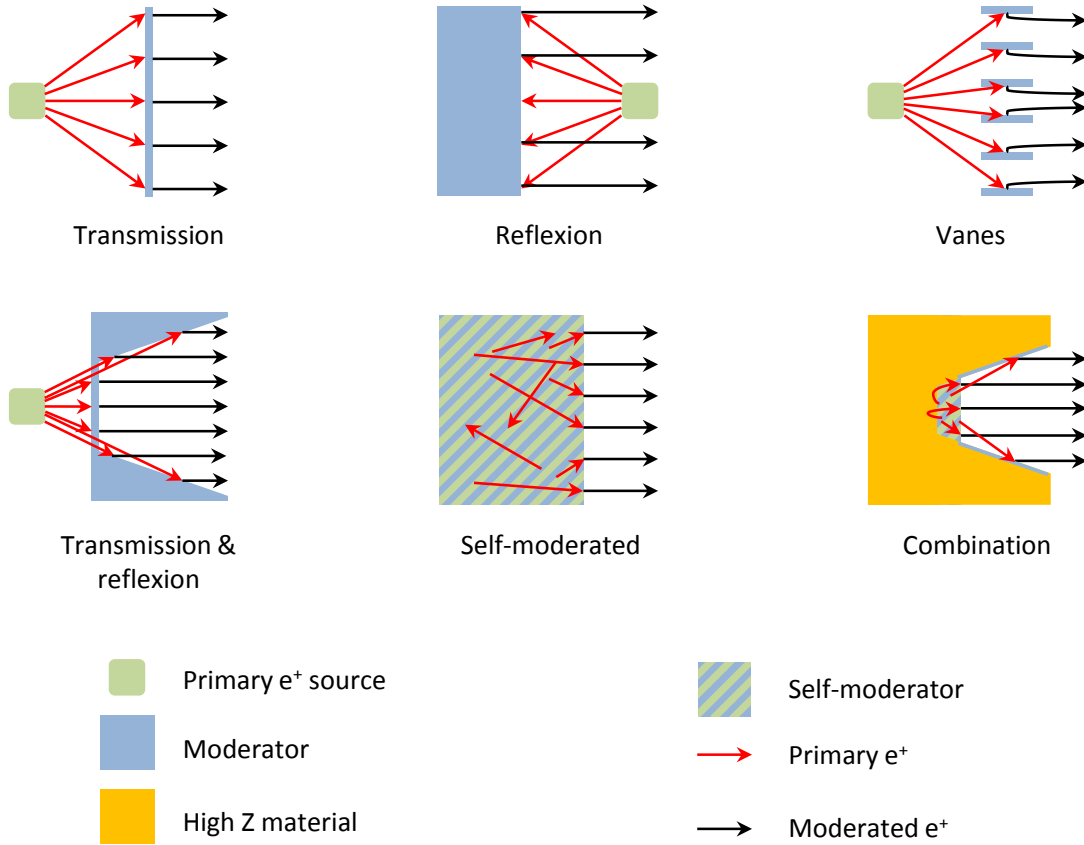 Transmission
Reflexion
Vanes
Transmission &
reflexion
Self-moderated
Combination
Primary e⁺ source
Moderator
High Z material
Self-moderator
Primary e⁺
Moderated e⁺